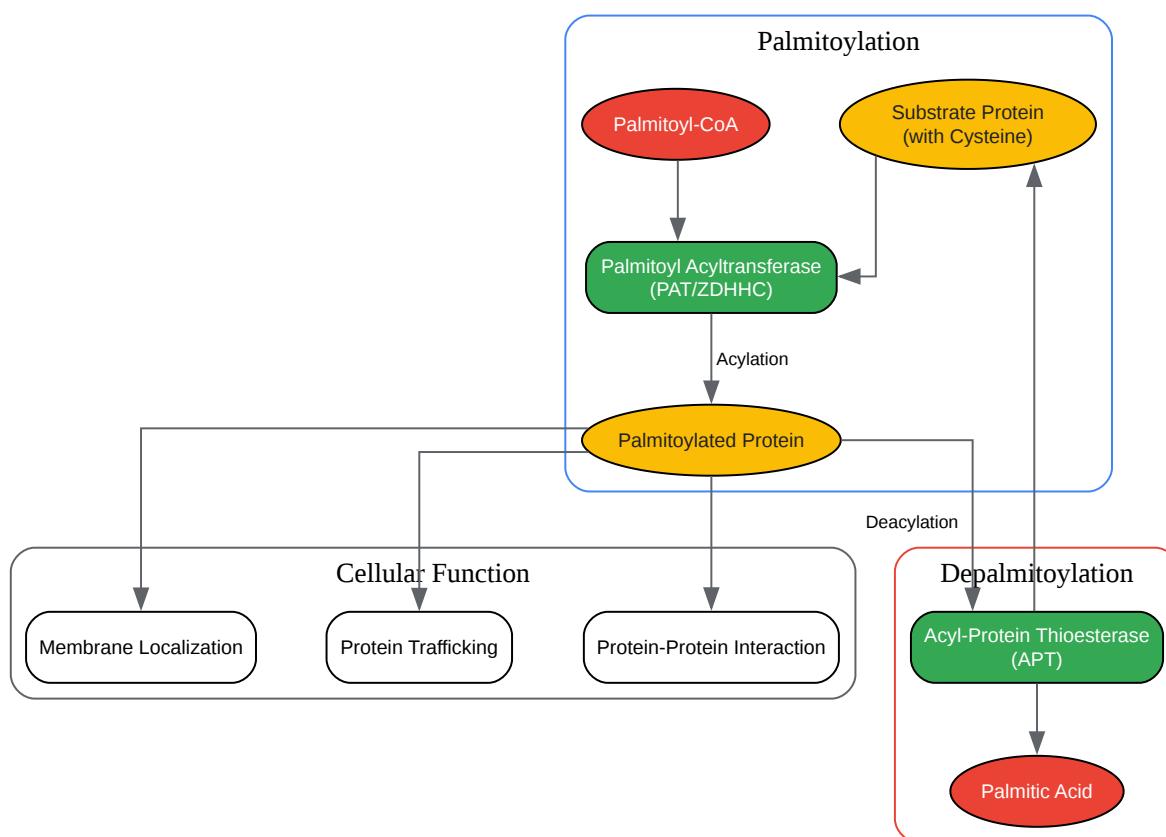 Palmitoylation
Palmitoyl-CoA
Substrate Protein
(with Cysteine)
Palmitoyl Acyltransferase
(PAT/ZDHHC)
Acylation
Palmitoylated Protein
Deacylation
Cellular Function
Membrane Localization
Protein Trafficking
Protein-Protein Interaction
Depalmitoylation
Acyl-Protein Thioesterase
(APT)
Palmitic Acid